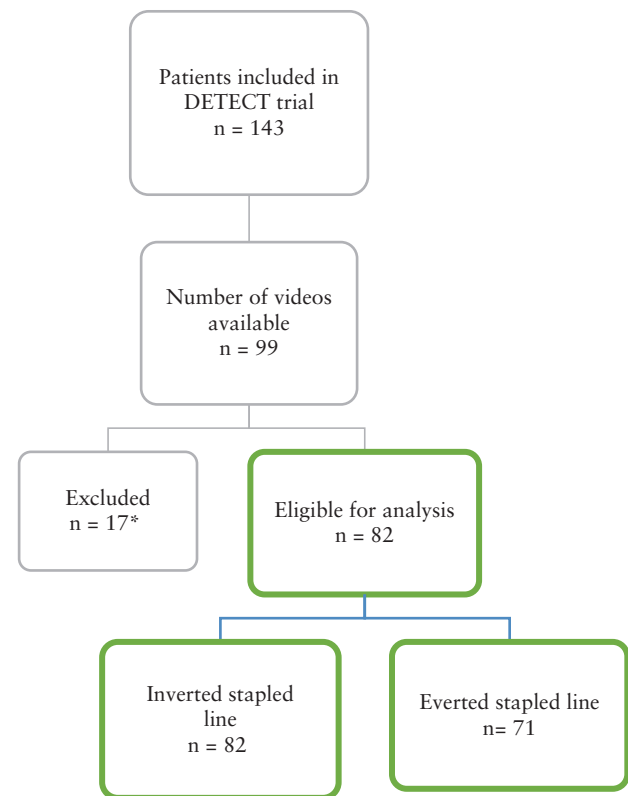 Patients included in
DETECT trial
n = 143
Number of videos
available
n = 99
Excluded
n = 17*
Eligible for analysis
n = 82
Inverted stapled
line
n = 82
Everted stapled line
n= 71